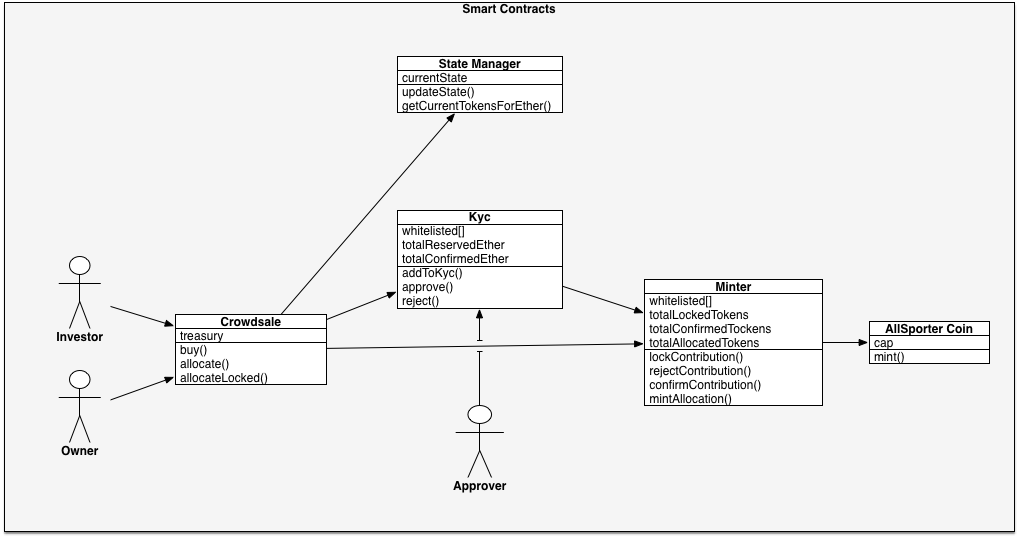 Smart Contracts
State Manager
currentState
updateState()
getCurrentTokensForEther()
Kyc
whitelisted[]
totalReservedEther
totalConfirmedEther
addToKyc()
approve()
reject()
Investor
Crowdsale
treasury
buy()
allocate()
allocateLocked()
Owner
Minter
whitelisted[]
totalLockedTokens
totalConfirmedTockens
totalAllocatedTokens
lockContribution()
rejectContribution()
confirmContribution()
mintAllocation()
AllSporter Coin
cap
mint()
Approver